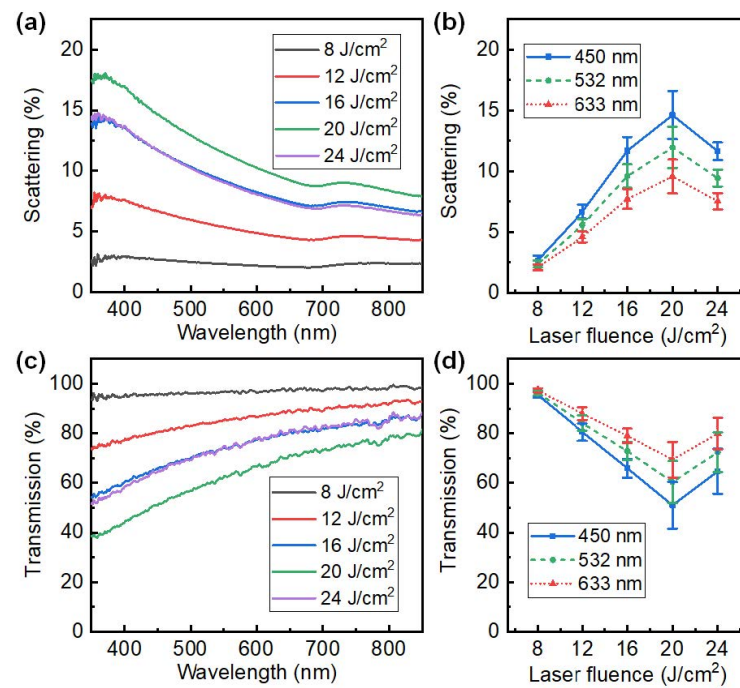 (a)
Scattering (%)
20
15
10
5
0
400 500 600 700 800
Wavelength (nm)
8 J/cm²
12 J/cm²
16 J/cm²
20 J/cm²
24 J/cm²
(b)
Scattering (%)
20
15
10
5
0
8 12 16 20 24
Laser fluence (J/cm²)
450 nm
532 nm
633 nm
(c)
Transmission (%)
100
80
60
40
20
0
400 500 600 700 800
Wavelength (nm)
8 J/cm²
12 J/cm²
16 J/cm²
20 J/cm²
24 J/cm²
(d)
Transmission (%)
100
80
60
40
20
0
8 12 16 20 24
Laser fluence (J/cm²)
450 nm
532 nm
633 nm